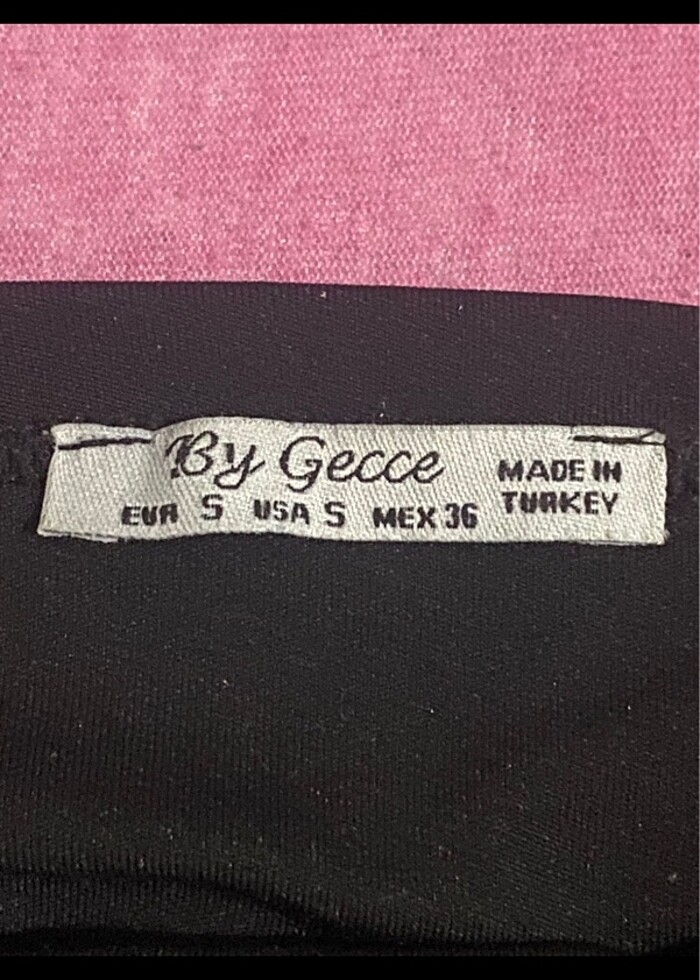 By Gecce
EUR S USA S MEX 36
MADE IN
TURKEY